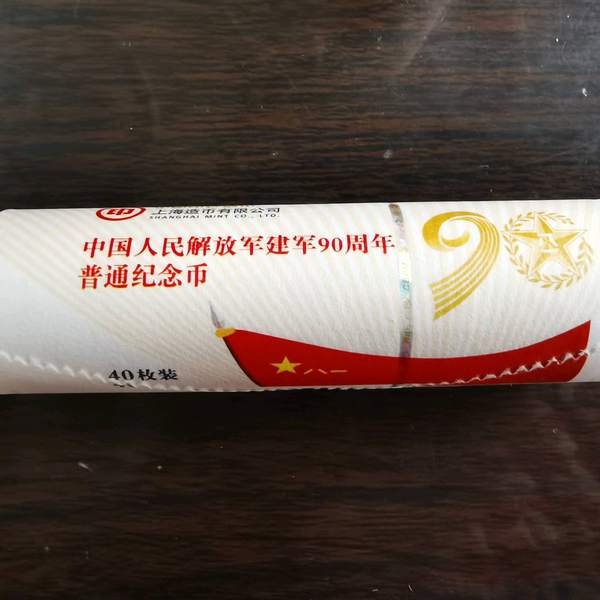 上海造币有限公司
SHANGHAI MINT CO., LTD.
中国人民解放军建军90周年
普通纪念币
90
八一
40枚装